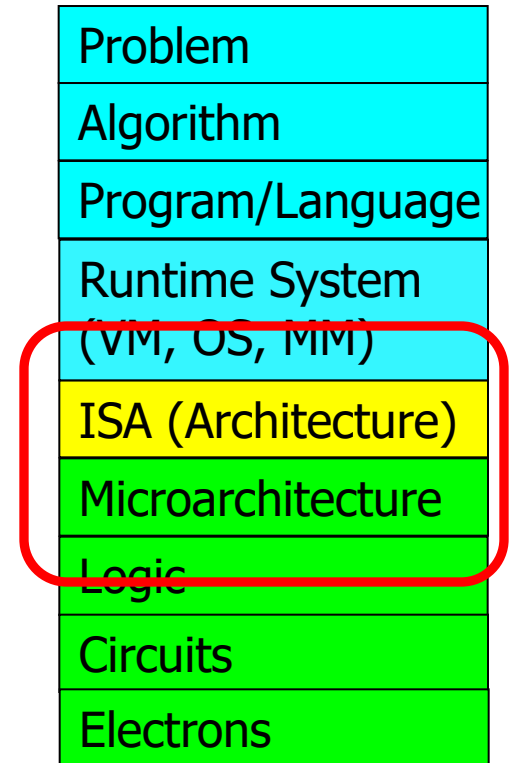 Problem
Algorithm
Program/Language
Runtime System
(VM, OS, MM)
ISA (Architecture)
Microarchitecture
Logic
Circuits
Electrons